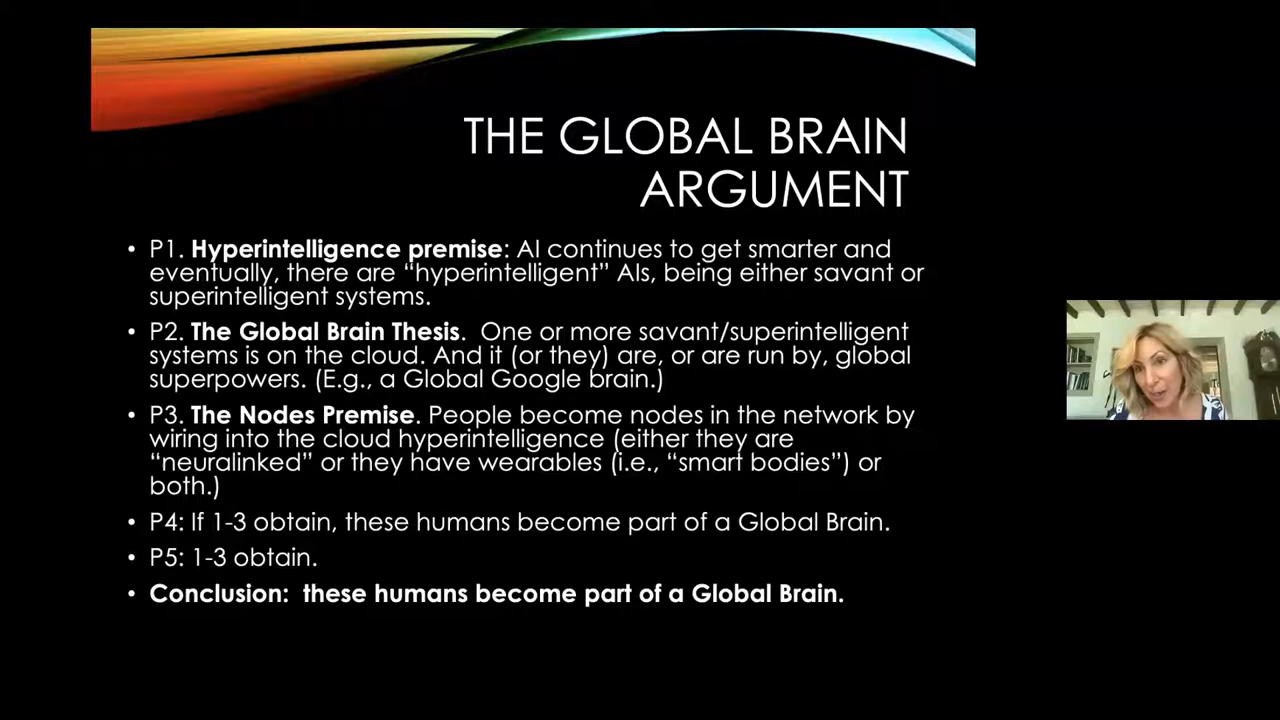 THE GLOBAL BRAIN
ARGUMENT
• P1. Hyperintelligence premise: AI continues to get smarter and
eventually, there are “hyperintelligent” AIs, being either savant or
superintelligent systems.
• P2. The Global Brain Thesis. One or more savant/superintelligent
systems is on the cloud. And it (or they) are, or are run by, global
superpowers. (E.g., a Global Google brain.)
• P3. The Nodes Premise. People become nodes in the network by
wiring into the cloud hyperintelligence (either they are
“neuralinked” or they have wearables (i.e., “smart bodies”) or
both.)
• P4: If 1-3 obtain, these humans become part of a Global Brain.
• P5: 1-3 obtain.
• Conclusion: these humans become part of a Global Brain.